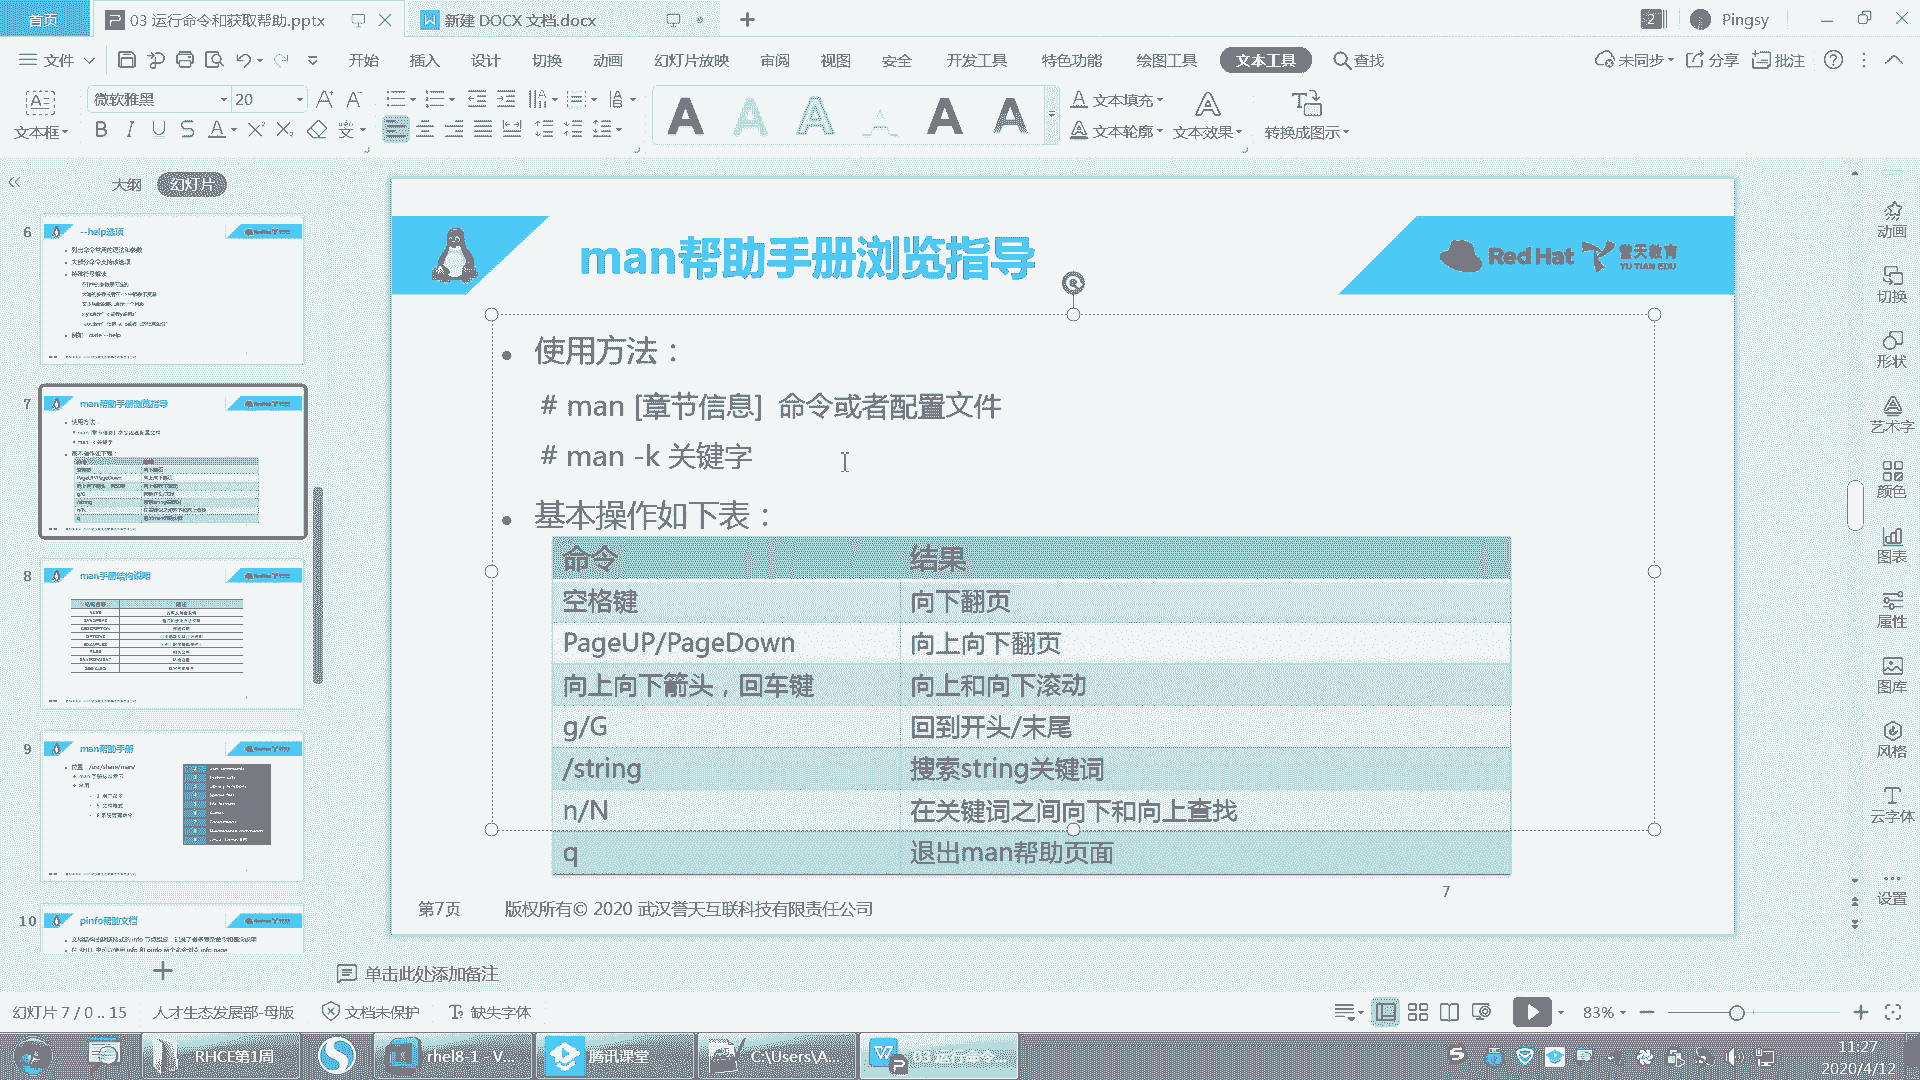 首页
03 运行命令和获取帮助.pptx
新建 DOCX 文档.docx
2
Pingsy
文件
开始
插入
设计
切换
动画
幻灯片放映
审阅
视图
安全
开发工具
特色功能
绘图工具
文本工具
查找
未同步
分享
批注
文本框
微软雅黑
20
文本填充
文本轮廓
文本效果
转换成图示
大纲
幻灯片
6
--help选项
7
man帮助手册浏览指导
8
man手册结构说明
9
man帮助手册
10
pinfo帮助文档
man帮助手册浏览指导
Red Hat
誉天教育
YU TIAN EDU
• 使用方法：
# man [章节信息] 命令或者配置文件
# man -k 关键字
• 基本操作如下表：
命令 结果
空格键 向下翻页
PageUP/PageDown 向上向下翻页
向上向下箭头，回车键 向上和向下滚动
g/G 回到开头/末尾
/string 搜索string关键词
n/N 在关键词之间向下和向上查找
q 退出man帮助页面
7
第7页 版权所有© 2020 武汉誉天互联科技有限责任公司
动画
切换
形状
艺术字
颜色
图表
属性
图库
风格
云字体
设置
单击此处添加备注
幻灯片 7 / 0 .. 15
人才生态发展部-母版
文档未保护
缺失字体
83%
RHCE第1周
rhel8-1 - V...
腾讯课堂
C:\Users\A...
03 运行命令...
11:27
2020/4/12